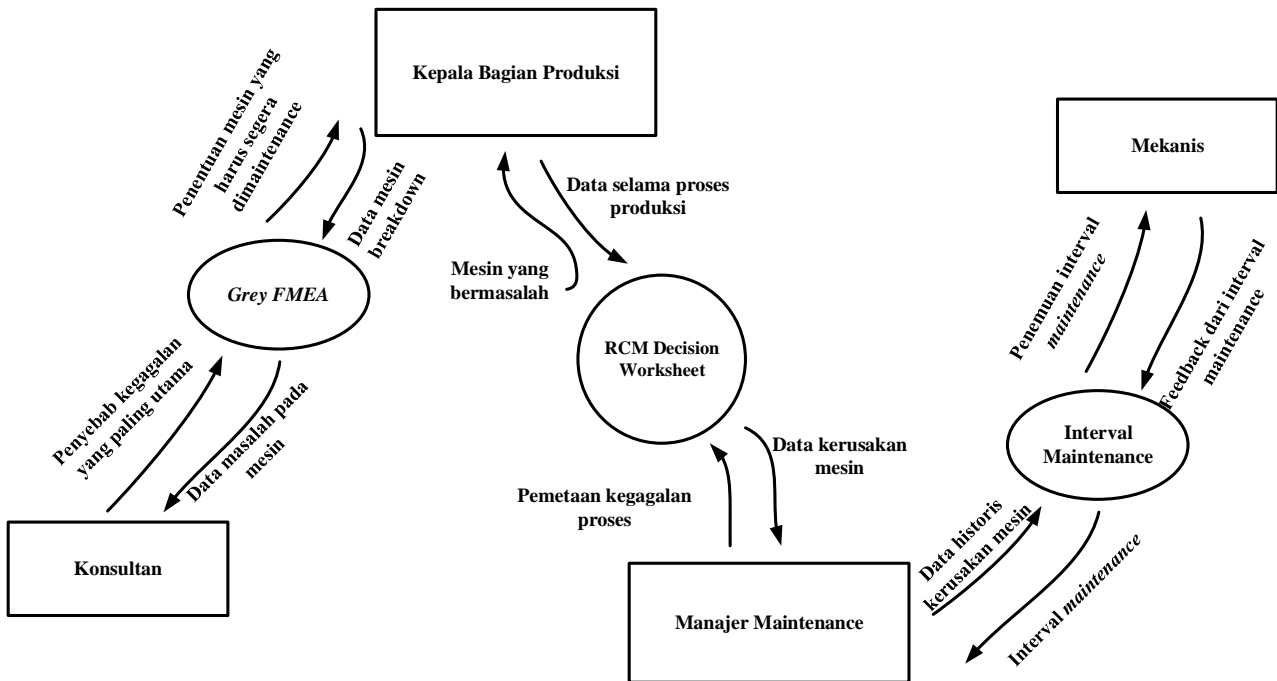 Kepala Bagian Produksi
Penentuan mesin yang
harus segera
dimaintenance
Data mesin
breakdown
Grey FMEA
Penyebab kegagalan
yang paling utama
Data masalah pada
mesin
Konsultan
Data selama proses
produksi
Mesin yang
bermasalah
RCM Decision
Worksheet
Data kerusakan
mesin
Pemetaan kegagalan
proses
Manajer Maintenance
Mekanis
Penemuan interval
maintenance
Feedback dari interval
maintenance
Interval
Maintenance
Data historis
kerusakan mesin
Interval maintenance